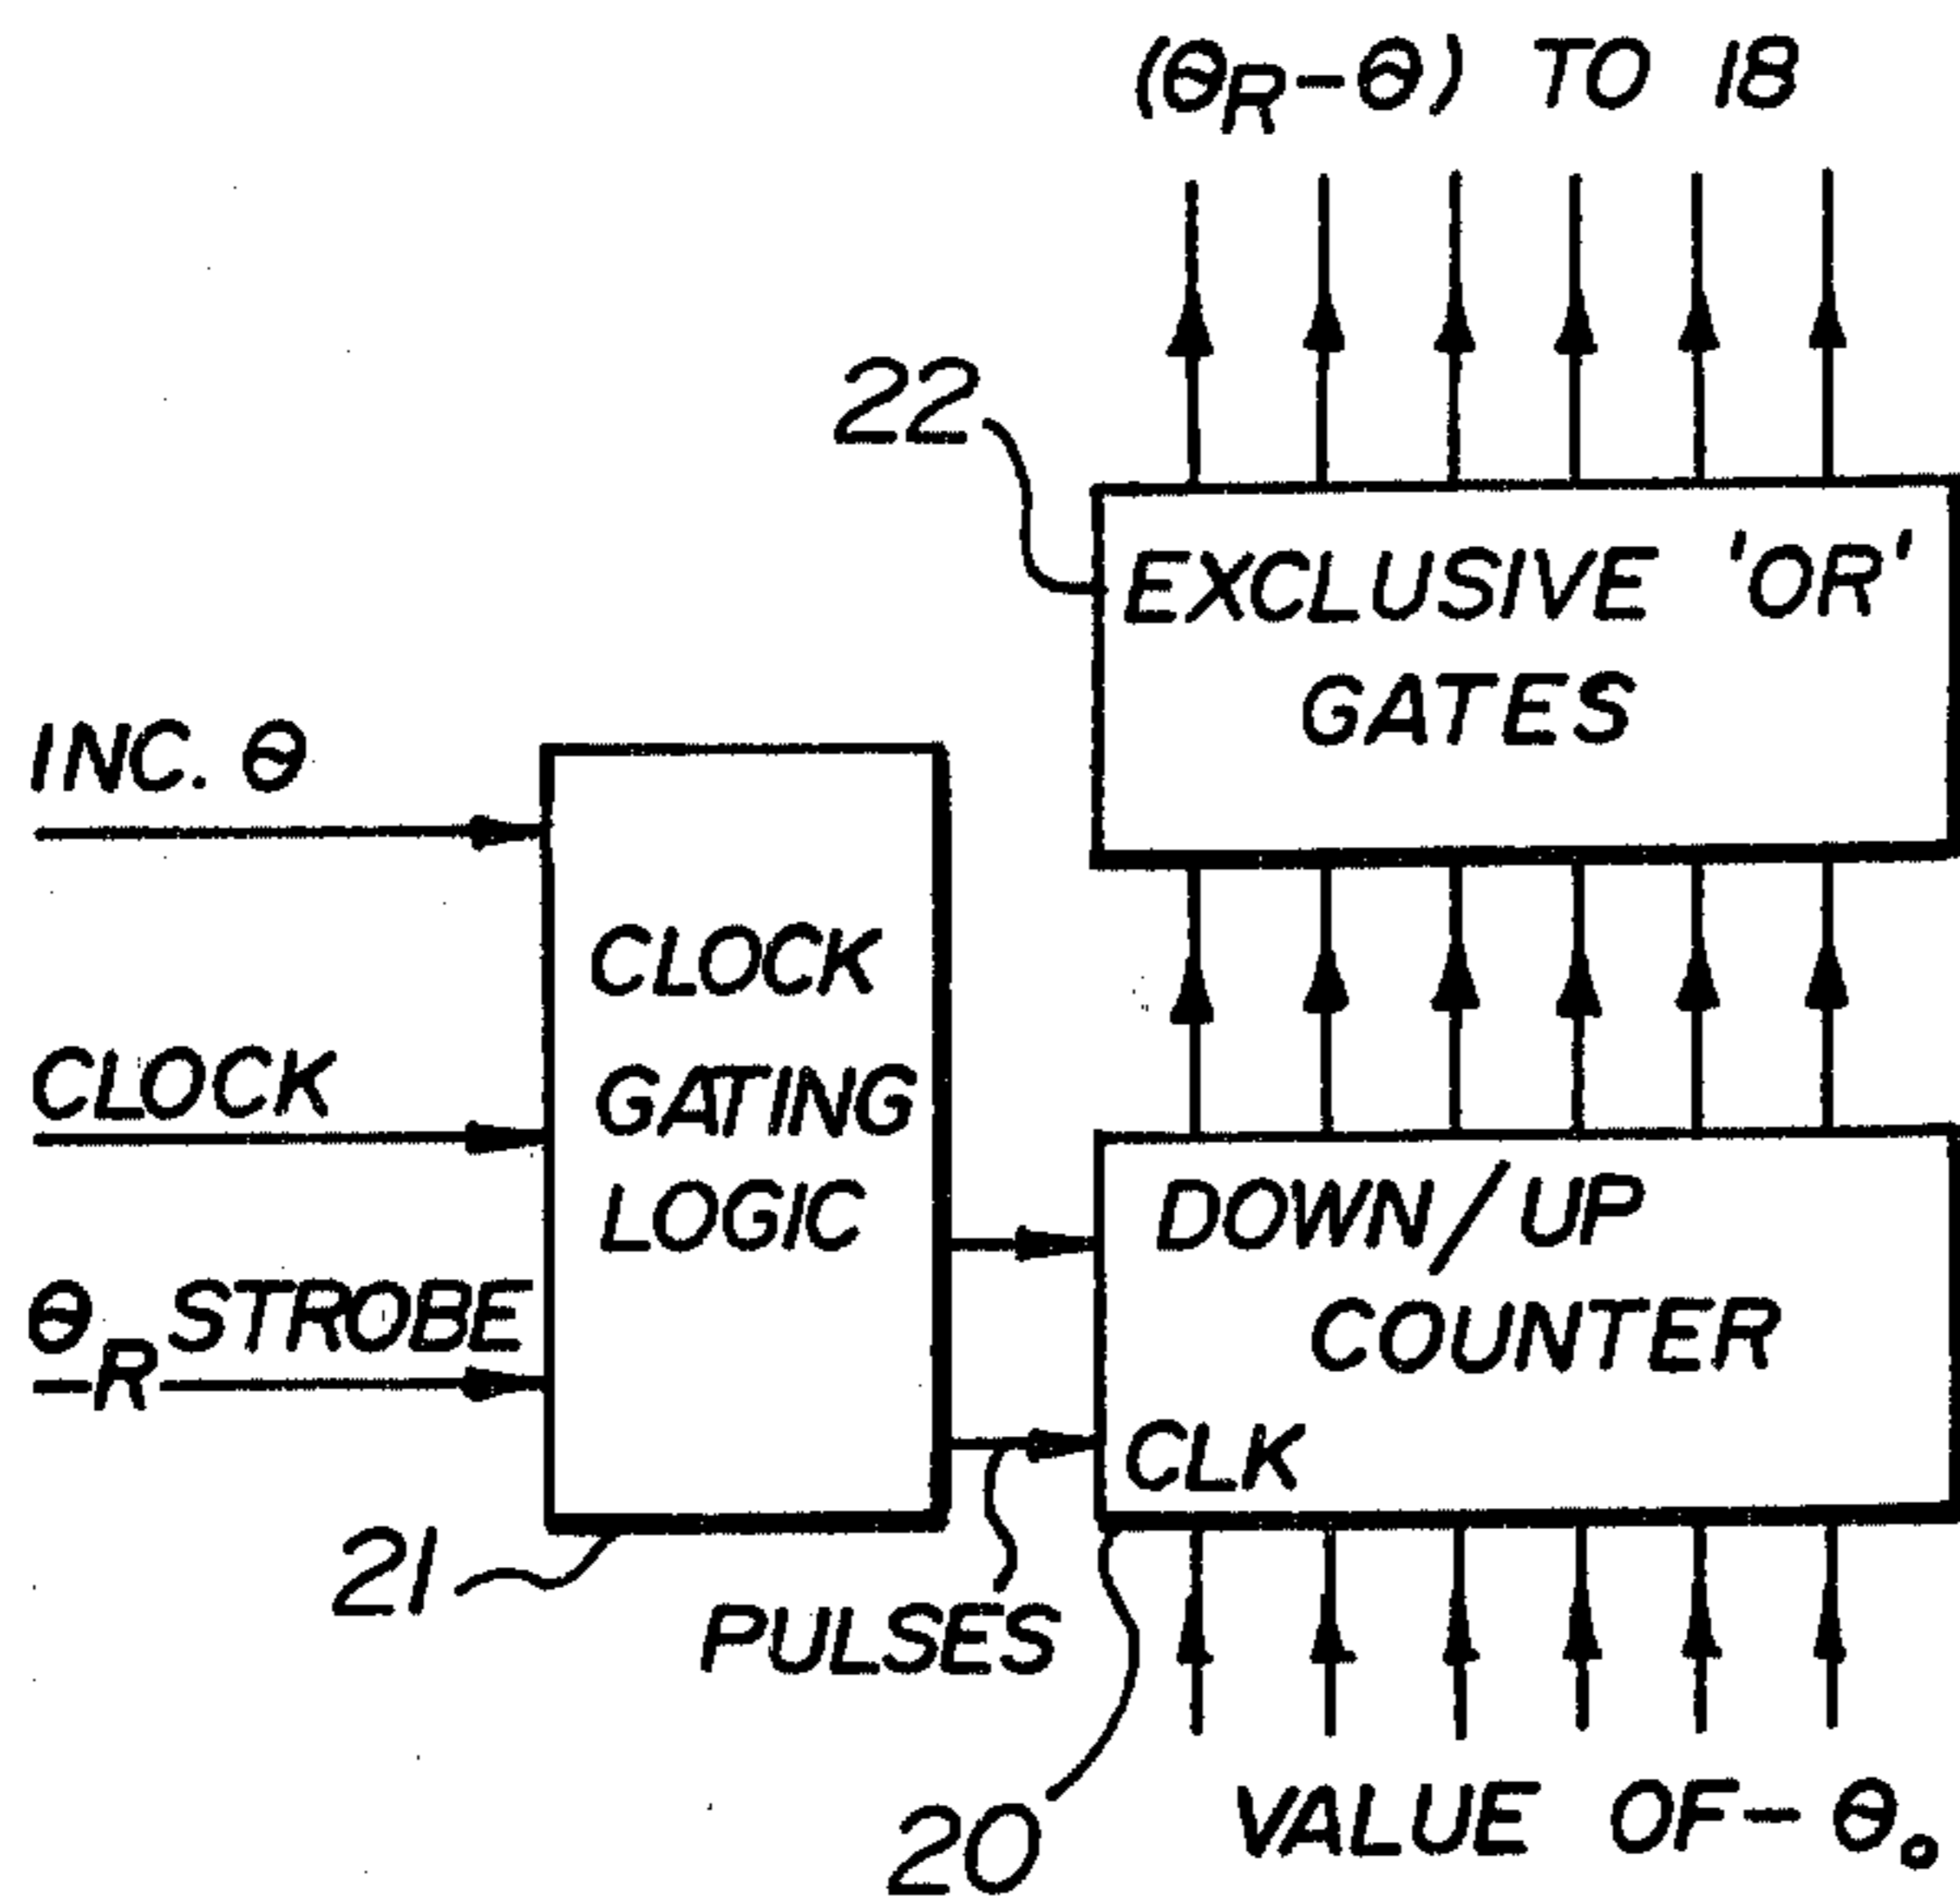 (θR-θ) TO 18
22
EXCLUSIVE 'OR'
GATES
INC. θ
CLOCK
GATING
LOGIC
CLOCK
θR STROBE
DOWN/UP
COUNTER
CLK
21
PULSES
20
VALUE OF-θo